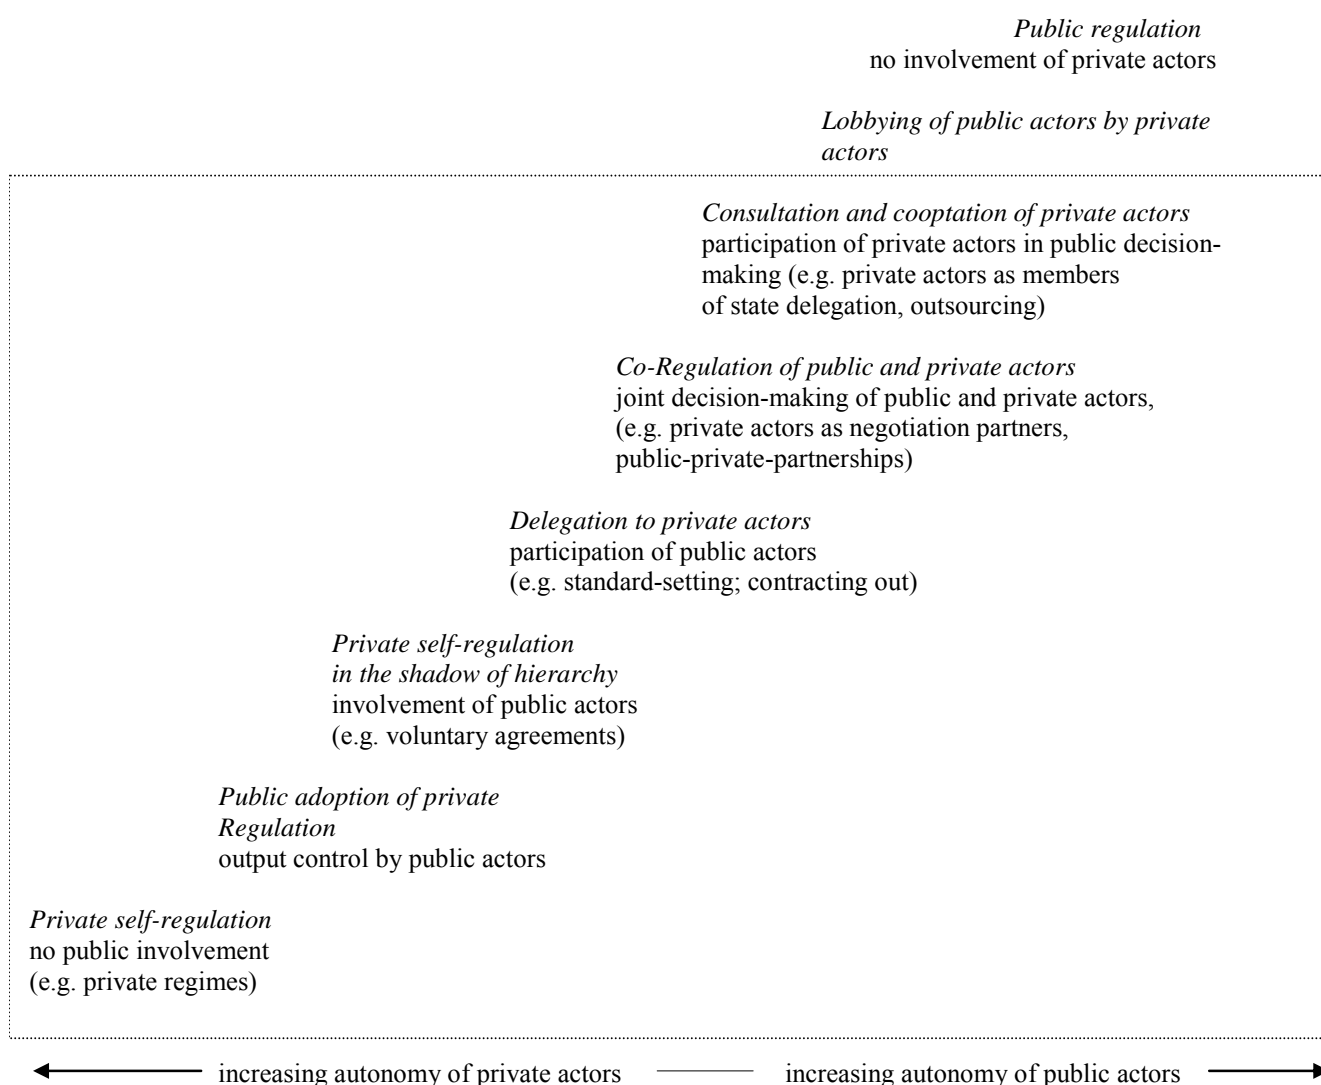 Public regulation
no involvement of private actors
Lobbying of public actors by private
actors
Consultation and cooptation of private actors
participation of private actors in public decision-
making (e.g. private actors as members
of state delegation, outsourcing)
Co-Regulation of public and private actors
joint decision-making of public and private actors,
(e.g. private actors as negotiation partners,
public-private-partnerships)
Delegation to private actors
participation of public actors
(e.g. standard-setting; contracting out)
Private self-regulation
in the shadow of hierarchy
involvement of public actors
(e.g. voluntary agreements)
Public adoption of private
Regulation
output control by public actors
Private self-regulation
no public involvement
(e.g. private regimes)
increasing autonomy of private actors increasing autonomy of public actors